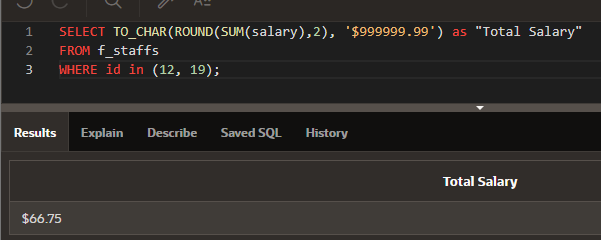 1 SELECT TO_CHAR(ROUND(SUM(salary),2), '$999999.99') as "Total Salary"
2 FROM f_staffs
3 WHERE id in (12, 19);
Results Explain Describe Saved SQL History
Total Salary
$66.75